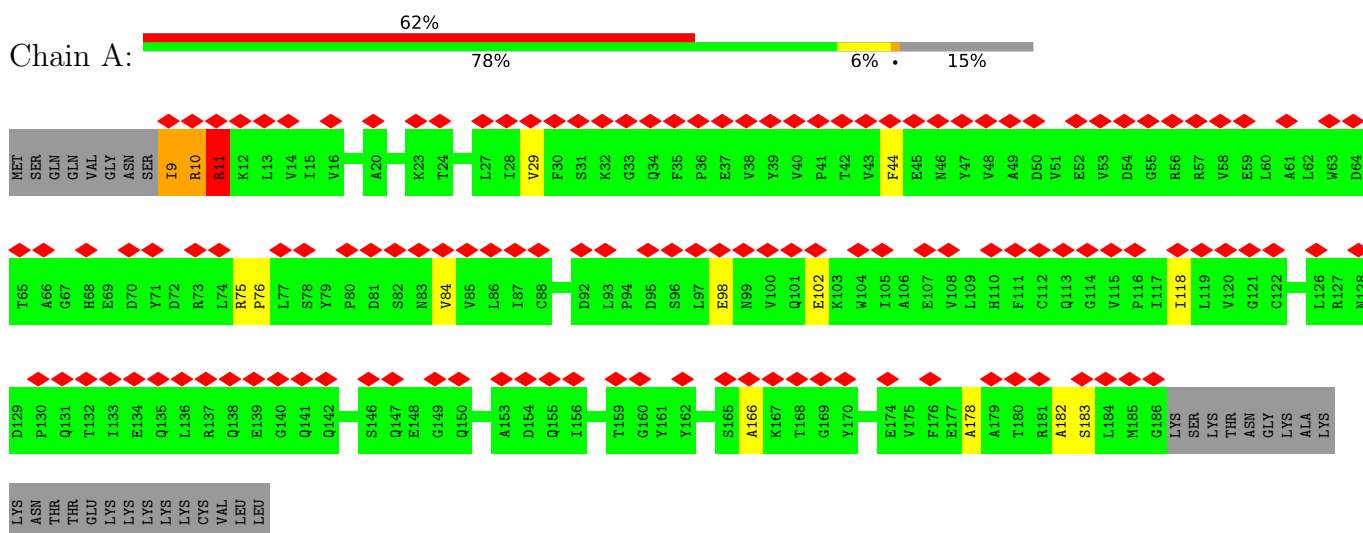 62%
Chain A:
78% 6% • 15%
MET SER GLN GLN VAL GLY ASN SER I9 R10 R11 K12 L13 V14 I15 V16 A20 K23 T24 L27 I28 V29 F30 S31 K32 G33 Q34 F35 P36 E37 V38 Y39 V40 P41 T42 V43 F44 E45 N46 Y47 V48 A49 D50 V51 E52 V53 D54 G55 R56 R57 V58 E59 L60 A61 L62 W63 D64
T65 A66 G67 H68 E69 D70 Y71 D72 R73 L74 R75 P76 L77 S78 Y79 P80 D81 S82 N83 V84 V85 L86 I87 C88 D92 L93 P94 D95 S96 L97 E98 N99 V100 Q101 E102 K103 W104 I105 A106 E107 V108 L109 H110 F111 C112 Q113 G114 V115 P116 I117 I118 L119 V120 G121 C122 L126 R127 N128
D129 P130 Q131 T132 I133 E134 Q135 L136 R137 Q138 E139 G140 Q141 Q142 S146 Q147 E148 G149 Q150 A153 D154 Q155 I156 T159 G160 Y161 Y162 S165 A166 K167 T168 G169 Y170 E174 V175 F176 E177 A178 A179 T180 R181 A182 S183 L184 M185 G186 LYS SER LYS THR ASN GLY LYS ALA LYS
LYS ASN THR THR GLU LYS LYS LYS LYS LYS CYS VAL LEU LEU